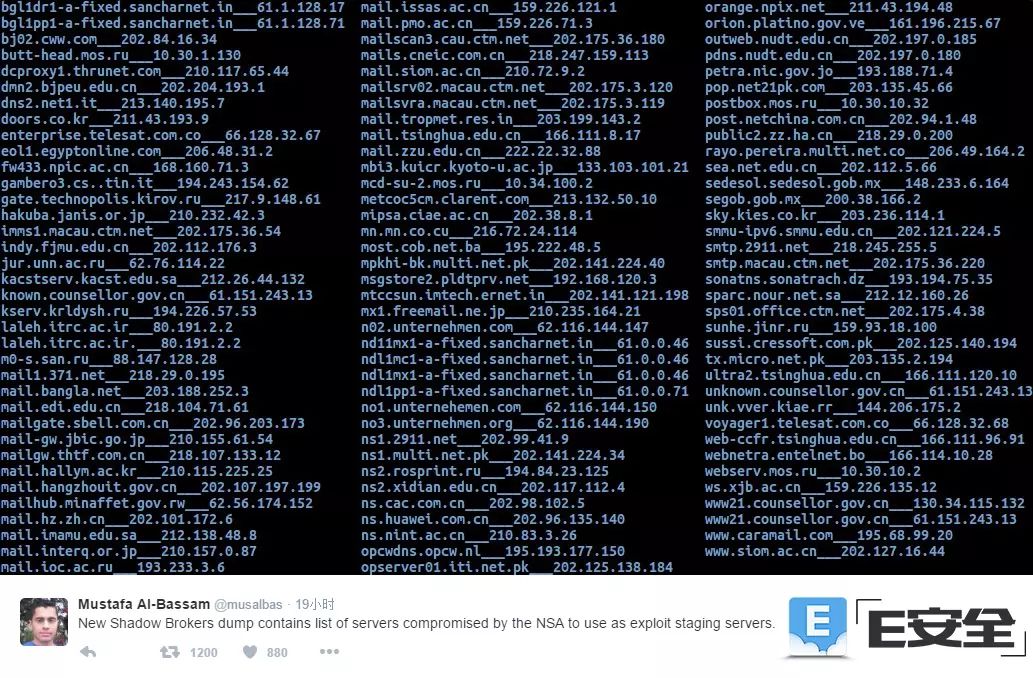 bgl1dr1-a-fixed.sancharnet.in___61.1.128.17
bgl1pp1-a-fixed.sancharnet.in___61.1.128.71
bj02.cww.com___202.84.16.34
butt-head.mos.ru___10.30.1.130
dcproxy1.thrunet.com___210.117.65.44
dmn2.bjpeu.edu.cn___202.204.193.1
dns2.net1.it___213.140.195.7
doors.co.kr___211.43.193.9
enterprise.telesat.com.co___66.128.32.67
eol1.egyptonline.com___206.48.31.2
fw433.npic.ac.cn___168.160.71.3
gambero3.cs..tin.it___194.243.154.62
gate.technopolis.kirov.ru___217.9.148.61
hakuba.janis.or.jp___210.232.42.3
imms1.macau.ctm.net___202.175.36.54
indy.fjmu.edu.cn___202.112.176.3
jur.unn.ac.ru___62.76.114.22
kacstserv.kacst.edu.sa___212.26.44.132
known.counsellor.gov.cn___61.151.243.13
kserv.krldysh.ru___194.226.57.53
laleh.itrc.ac.ir___80.191.2.2
laleh.itrc.ac.ir.___80.191.2.2
m0-s.san.ru___88.147.128.28
mail1.371.net___218.29.0.195
mail.bangla.net___203.188.252.3
mail.edi.edu.cn___218.104.71.61
mailgate.sbell.com.cn___202.96.203.173
mail-gw.jbic.go.jp___210.155.61.54
mailgw.thtf.com.cn___218.107.133.12
mail.hallym.ac.kr___210.115.225.25
mail.hangzhouit.gov.cn___202.107.197.199
mailhub.minaffet.gov.rw___62.56.174.152
mail.hz.zh.cn___202.101.172.6
mail.imamu.edu.sa___212.138.48.8
mail.interq.or.jp___210.157.0.87
mail.ioc.ac.ru___193.233.3.6
mail.issas.ac.cn___159.226.121.1
mail.pmo.ac.cn___159.226.71.3
mailscan3.cau.ctm.net___202.175.36.180
mails.cneic.com.cn___218.247.159.113
mail.siom.ac.cn___210.72.9.2
mailsrv02.macau.ctm.net___202.175.3.120
mailsvra.macau.ctm.net___202.175.3.119
mail.tropmet.res.in___203.199.143.2
mail.tsinghua.edu.cn___166.111.8.17
mail.zzu.edu.cn___222.22.32.88
mbi3.kuicr.kyoto-u.ac.jp___133.103.101.21
mcd-su-2.mos.ru___10.34.100.2
metcoc5cm.clarent.com___213.132.50.10
mipsa.ciae.ac.cn___202.38.8.1
mn.mn.co.cu___216.72.24.114
most.cob.net.ba___195.222.48.5
mpkhi-bk.multi.net.pk___202.141.224.40
msgstore2.pldtprv.net___192.168.120.3
mtccsun.imtech.ernet.in___202.141.121.198
mx1.freemail.ne.jp___210.235.164.21
n02.unternehmen.com___62.116.144.147
nd11mx1-a-fixed.sancharnet.in___61.0.0.46
ndl1mc1-a-fixed.sancharnet.in___61.0.0.46
ndl1mx1-a-fixed.sancharnet.in___61.0.0.46
ndl1pp1-a-fixed.sancharnet.in___61.0.0.71
no1.unternehemen.com___62.116.144.150
no3.unternehmen.org___62.116.144.190
ns1.2911.net___202.99.41.9
ns1.multi.net.pk___202.141.224.34
ns2.rosprint.ru___194.84.23.125
ns2.xidian.edu.cn___202.117.112.4
ns.cac.com.cn___202.98.102.5
ns.huawei.com.cn___202.96.135.140
ns.nint.ac.cn___210.83.3.26
opcwdns.opcw.nl___195.193.177.150
opserver01.iti.net.pk___202.125.138.184
orange.npix.net___211.43.194.48
orion.platino.gov.ve___161.196.215.67
outweb.nudt.edu.cn___202.197.0.185
pdns.nudt.edu.cn___202.197.0.180
petra.nic.gov.jo___193.188.71.4
pop.net21pk.com___203.135.45.66
postbox.mos.ru___10.30.10.32
post.netchina.com.cn___202.94.1.48
public2.zz.ha.cn___218.29.0.200
rayo.pereira.multi.net.co___206.49.164.2
sea.net.edu.cn___202.112.5.66
sedesol.sedesol.gob.mx___148.233.6.164
segob.gob.mx___200.38.166.2
sky.kies.co.kr___203.236.114.1
smmu-ipv6.smmu.edu.cn___202.121.224.5
smtp.2911.net___218.245.255.5
smtp.macau.ctm.net___202.175.36.220
sonatns.sonatrach.dz___193.194.75.35
sparc.nour.net.sa___212.12.160.26
sps01.office.ctm.net___202.175.4.38
sunhe.jinr.ru___159.93.18.100
sussi.cressoft.com.pk___202.125.140.194
tx.micro.net.pk___203.135.2.194
ultra2.tsinghua.edu.cn___166.111.120.10
unknown.counsellor.gov.cn___61.151.243.13
unk.vver.kiae.rr___144.206.175.2
voyager1.telesat.com.co___66.128.32.68
web-ccfr.tsinghua.edu.cn___166.111.96.91
webnetra.entelnet.bo___166.114.10.28
webserv.mos.ru___10.30.10.2
ws.xjb.ac.cn___159.226.135.12
www21.counsellor.gov.cn___130.34.115.132
www21.counsellor.gov.cn___61.151.243.13
www.caramail.com___195.68.99.20
www.siom.ac.cn___202.127.16.44
Mustafa Al-Bassam @musalbas · 19小时
New Shadow Brokers dump contains list of servers compromised by the NSA to use as exploit staging servers.
1200 880
E
E安全